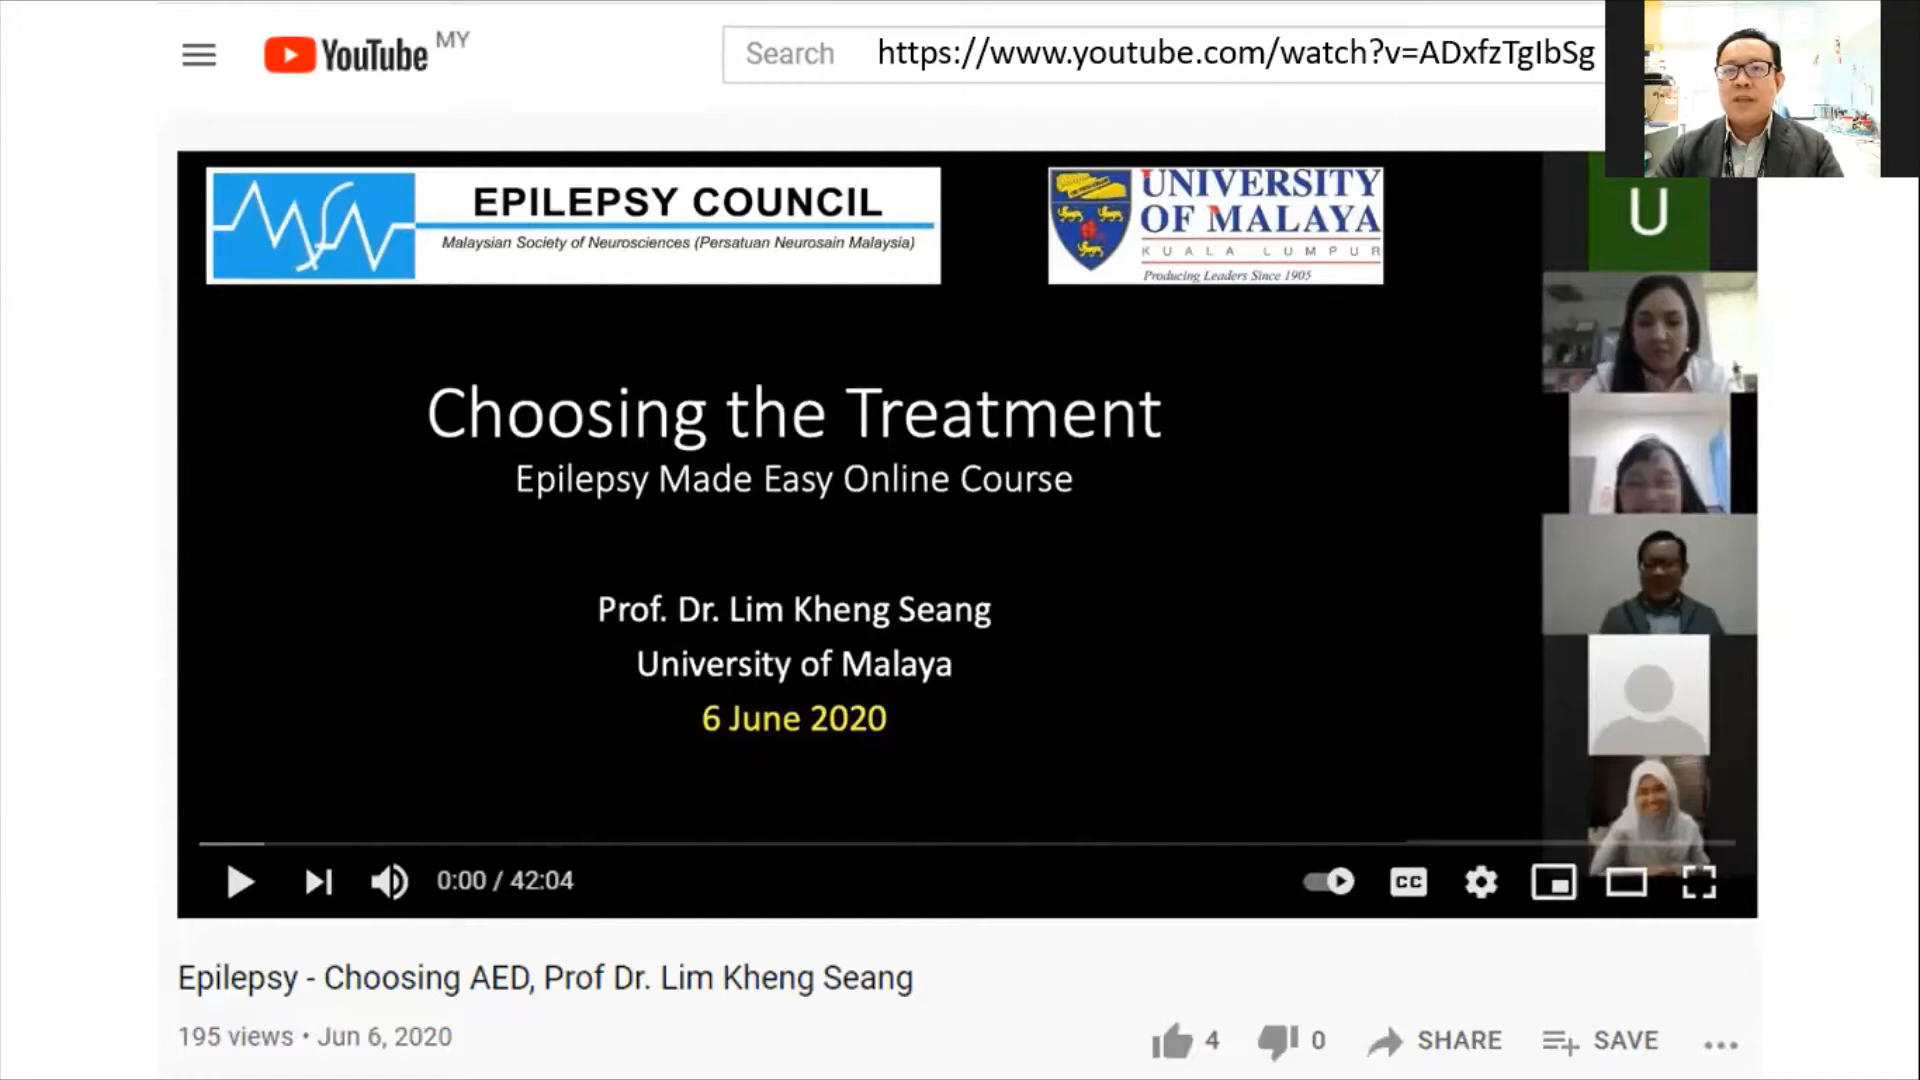 YouTube MY
Search https://www.youtube.com/watch?v=ADxfzTgIbSg
EPILEPSY COUNCIL
Malaysian Society of Neurosciences (Persatuan Neurosain Malaysia)
UNIVERSITY
OF MALAYA
KUALA LUMPUR
Producing Leaders Since 1905
U
Choosing the Treatment
Epilepsy Made Easy Online Course
Prof. Dr. Lim Kheng Seang
University of Malaya
6 June 2020
0:00 / 42:04
CC
Epilepsy - Choosing AED, Prof Dr. Lim Kheng Seang
195 views • Jun 6, 2020
4 0 SHARE SAVE